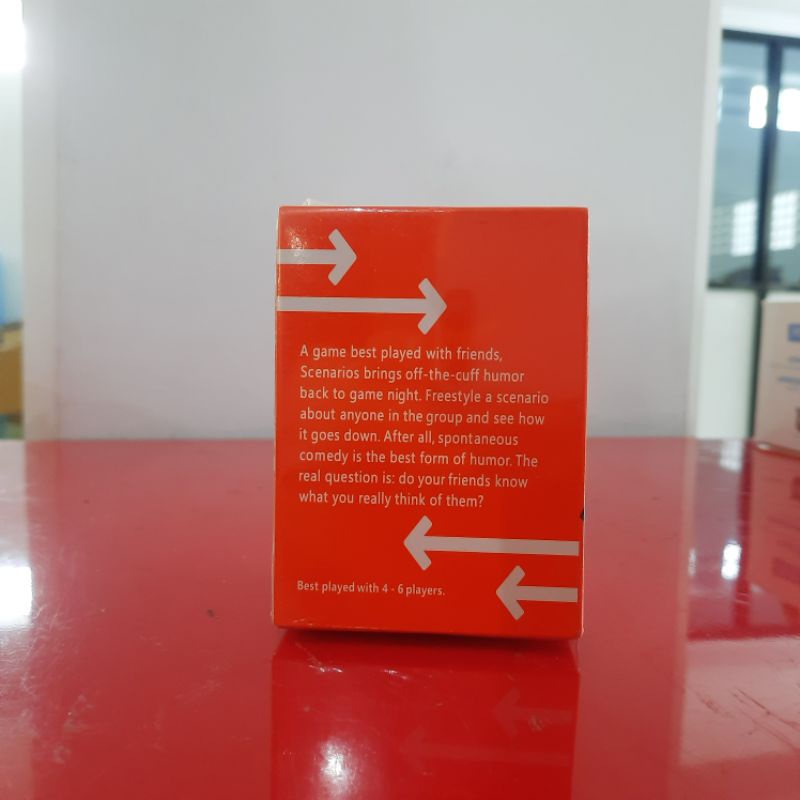 A game best played with friends,
Scenarios brings off-the-cuff humor
back to game night. Freestyle a scenario
about anyone in the group and see how
it goes down. After all, spontaneous
comedy is the best form of humor. The
real question is: do your friends know
what you really think of them?
Best played with 4 - 6 players.